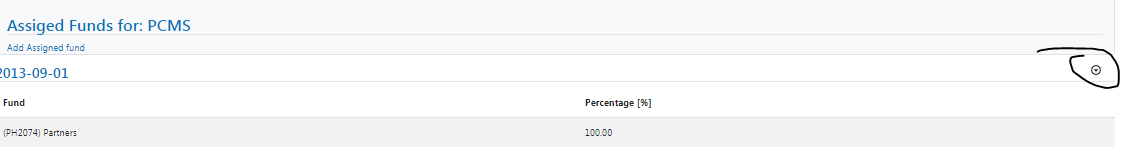 Assiged Funds for: PCMS
Add Assigned fund
2013-09-01
Fund Percentage [%]
(PH2074) Partners 100.00